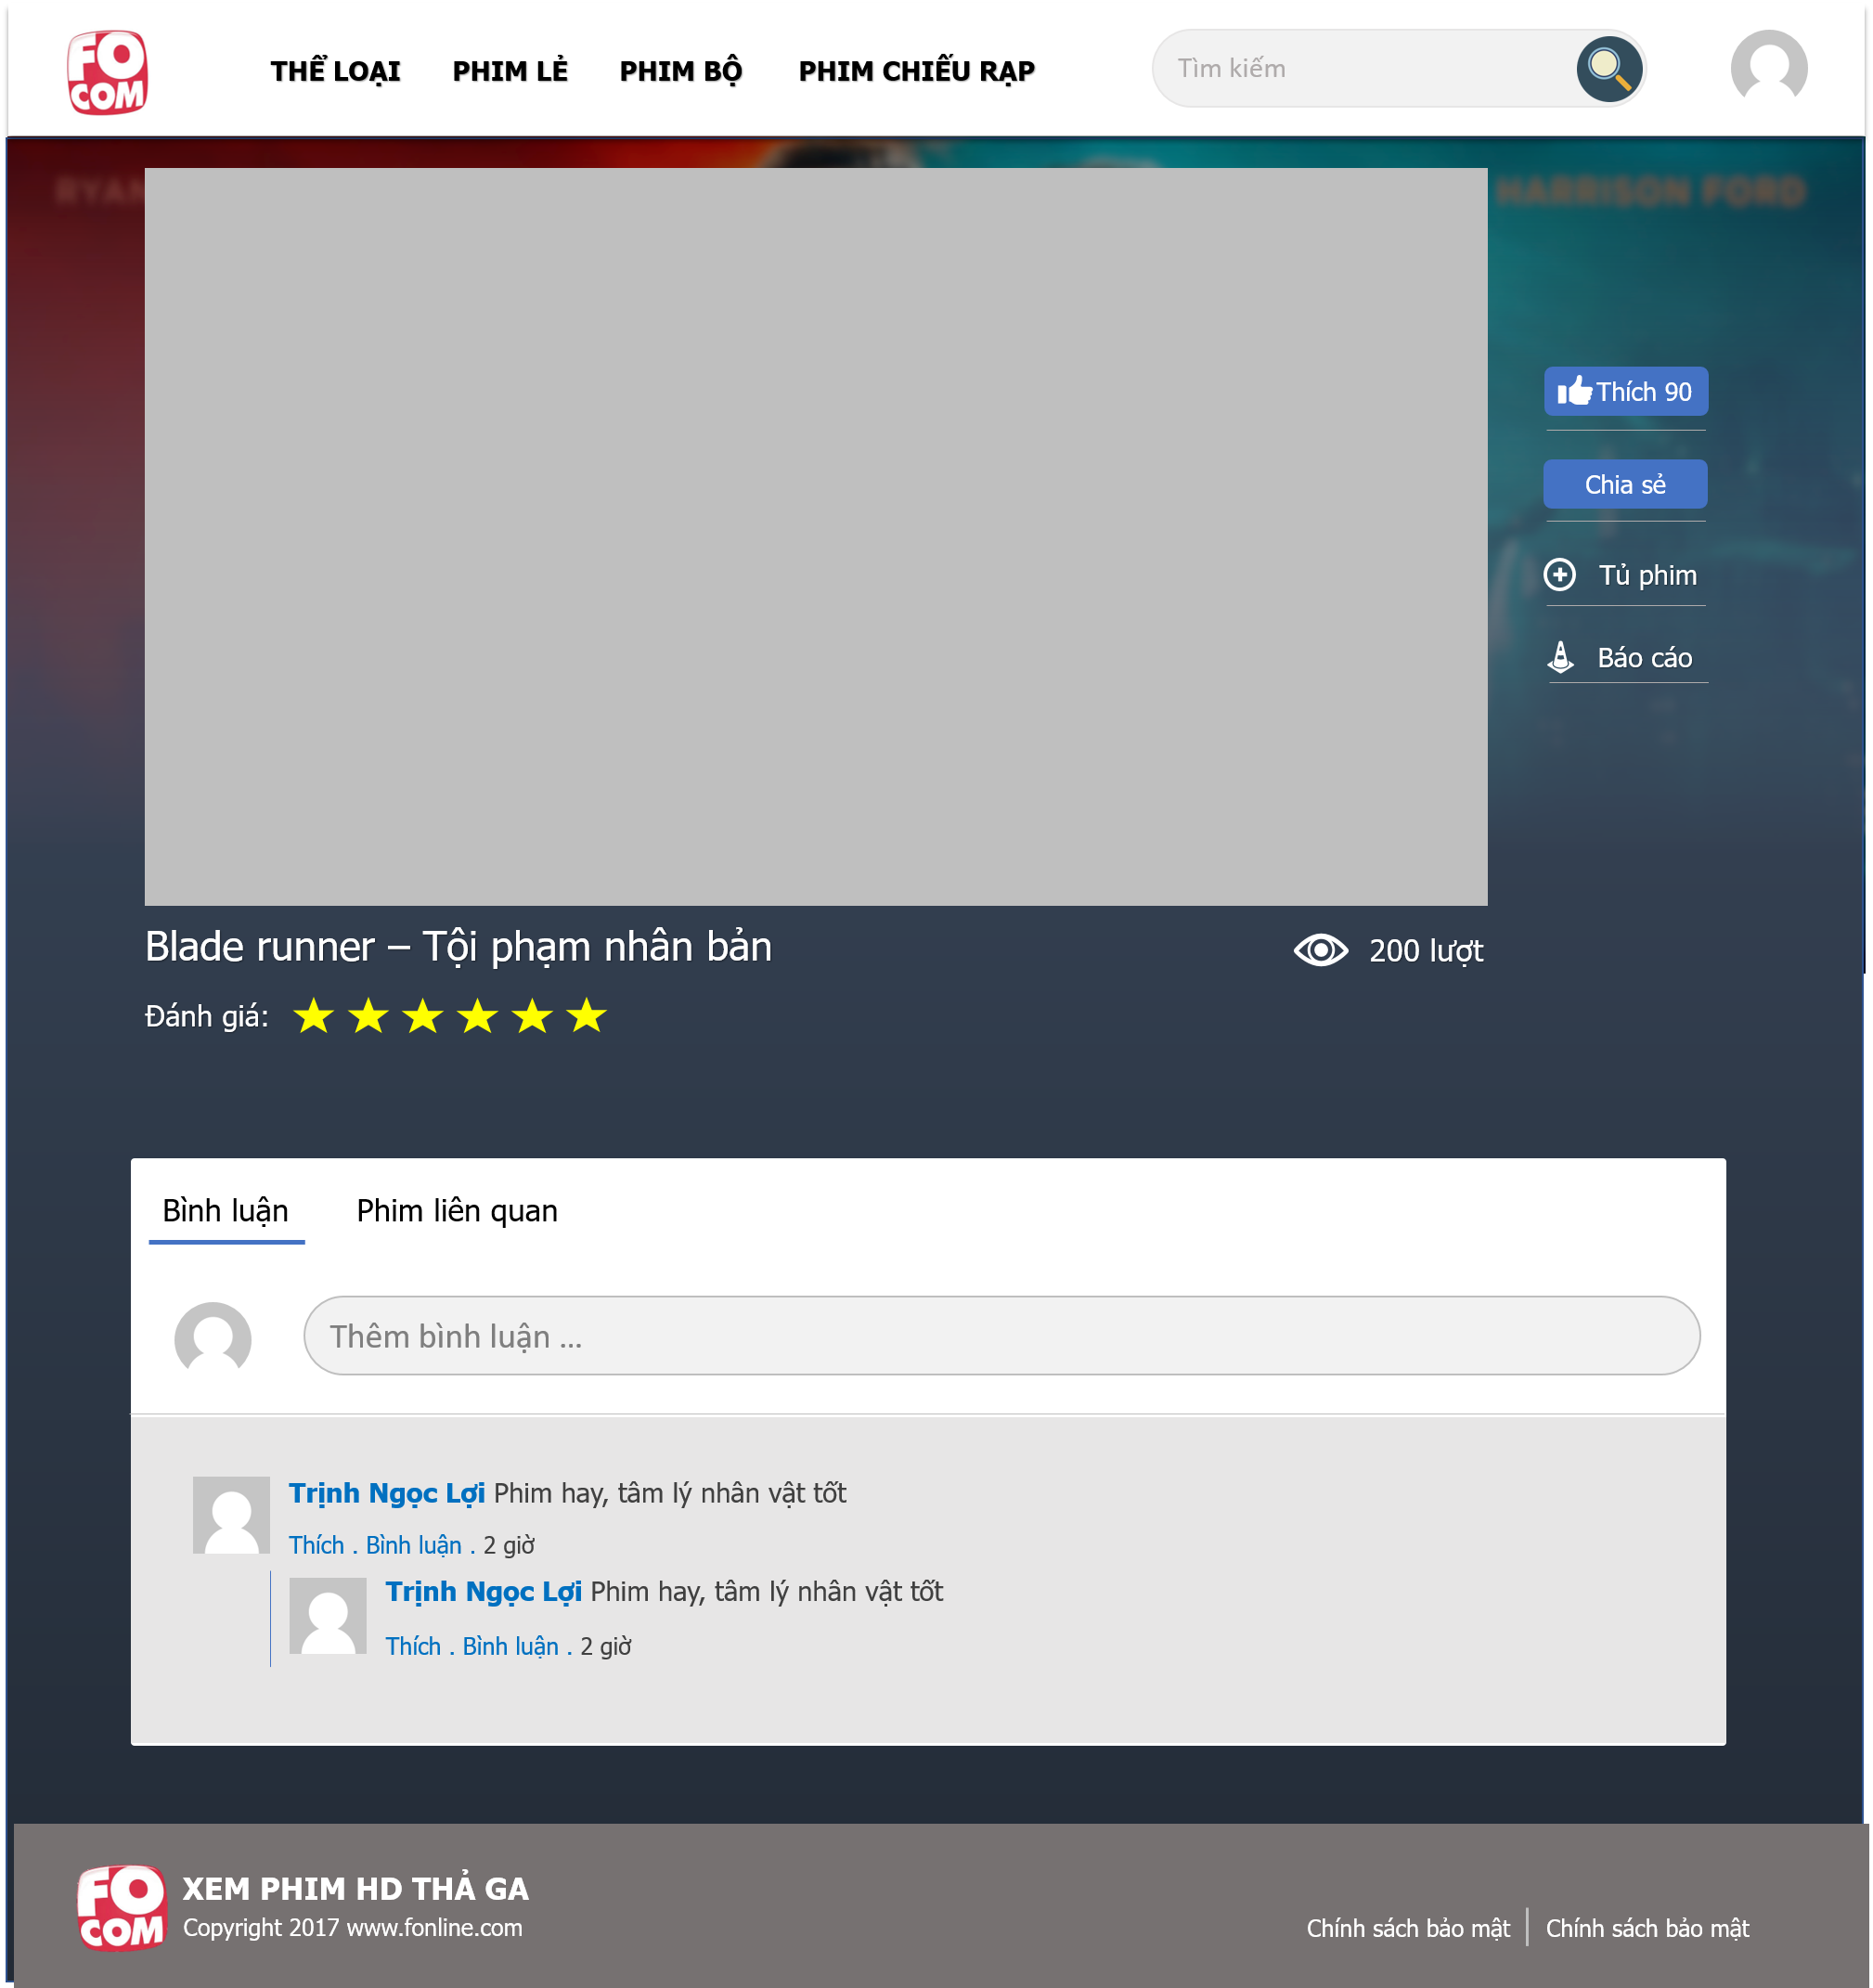 FO
COM
THỂ LOẠI PHIM LẺ PHIM BỘ PHIM CHIẾU RẠP
Tìm kiếm
RYAN
HARRISON FORD
Thích 90
Chia sẻ
Tủ phim
Báo cáo
Blade runner – Tội phạm nhân bản
200 lượt
Đánh giá:
Bình luận Phim liên quan
Thêm bình luận ...
Trịnh Ngọc Lợi Phim hay, tâm lý nhân vật tốt
Thích . Bình luận . 2 giờ
Trịnh Ngọc Lợi Phim hay, tâm lý nhân vật tốt
Thích . Bình luận . 2 giờ
FO
COM
XEM PHIM HD THẢ GA
Copyright 2017 www.fonline.com
Chính sách bảo mật | Chính sách bảo mật